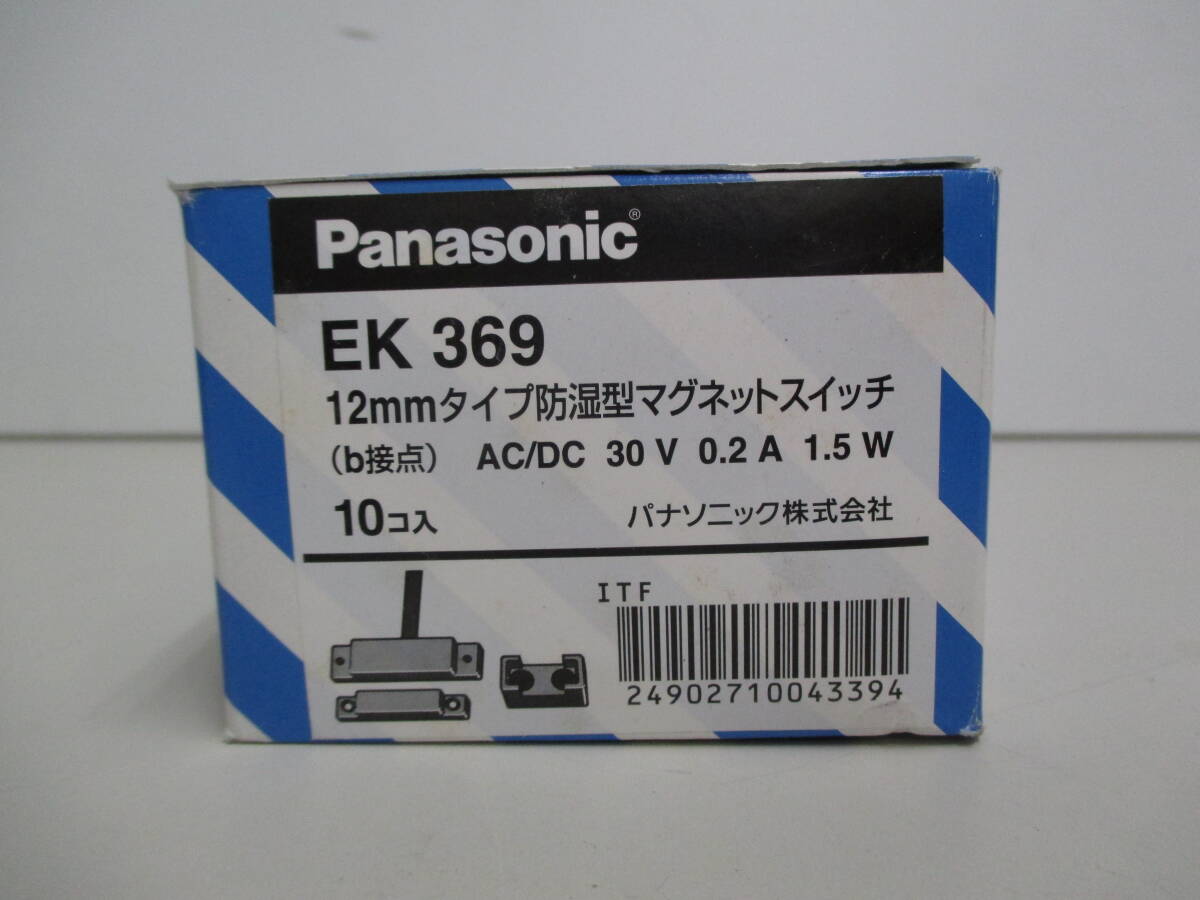 Panasonic®
EK 369
12mmタイプ防湿型マグネットスイッチ
（b接点） AC/DC 30 V 0.2 A 1.5 W
10コ入 パナソニック株式会社
ITF
24902710043394